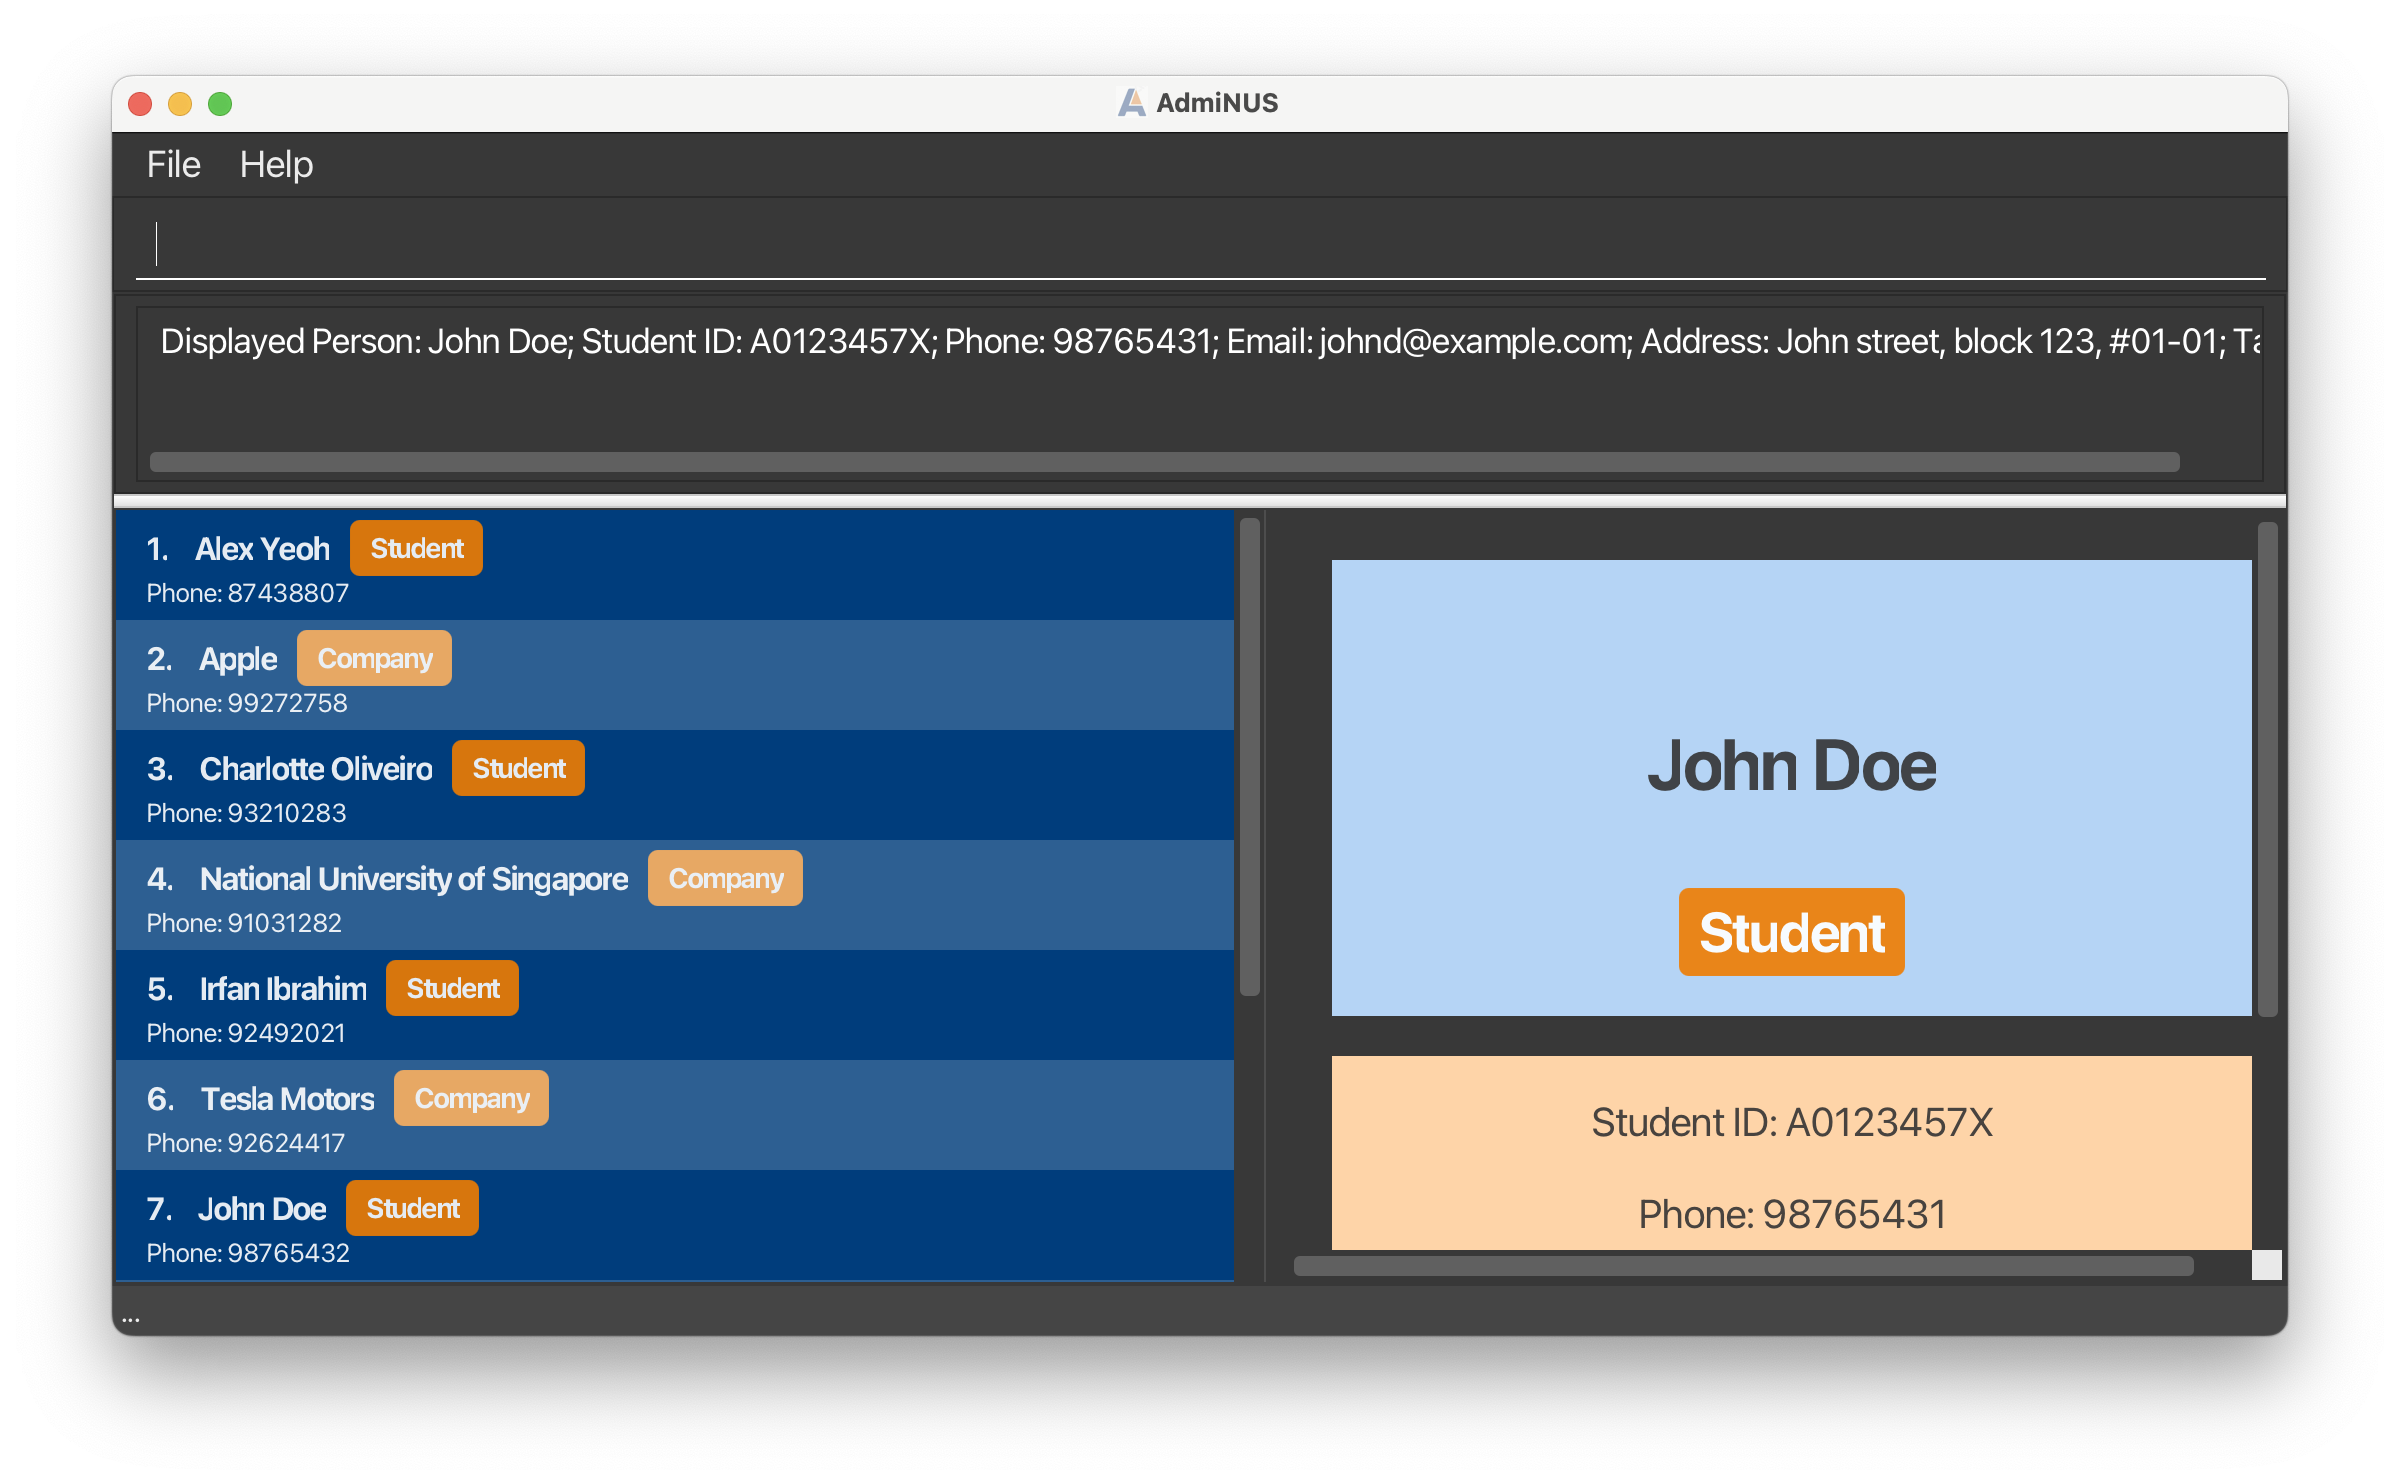 AdmiNUS
File Help
Displayed Person: John Doe; Student ID: A0123457X; Phone: 98765431; Email: johnd@example.com; Address: John street, block 123, #01-01;
1. Alex Yeoh Student
Phone: 87438807
2. Apple Company
Phone: 99272758
3. Charlotte Oliveiro Student
Phone: 93210283
4. National University of Singapore Company
Phone: 91031282
5. Irfan Ibrahim Student
Phone: 92492021
6. Tesla Motors Company
Phone: 92624417
7. John Doe Student
Phone: 98765432
John Doe
Student
Student ID: A0123457X
Phone: 98765431
...